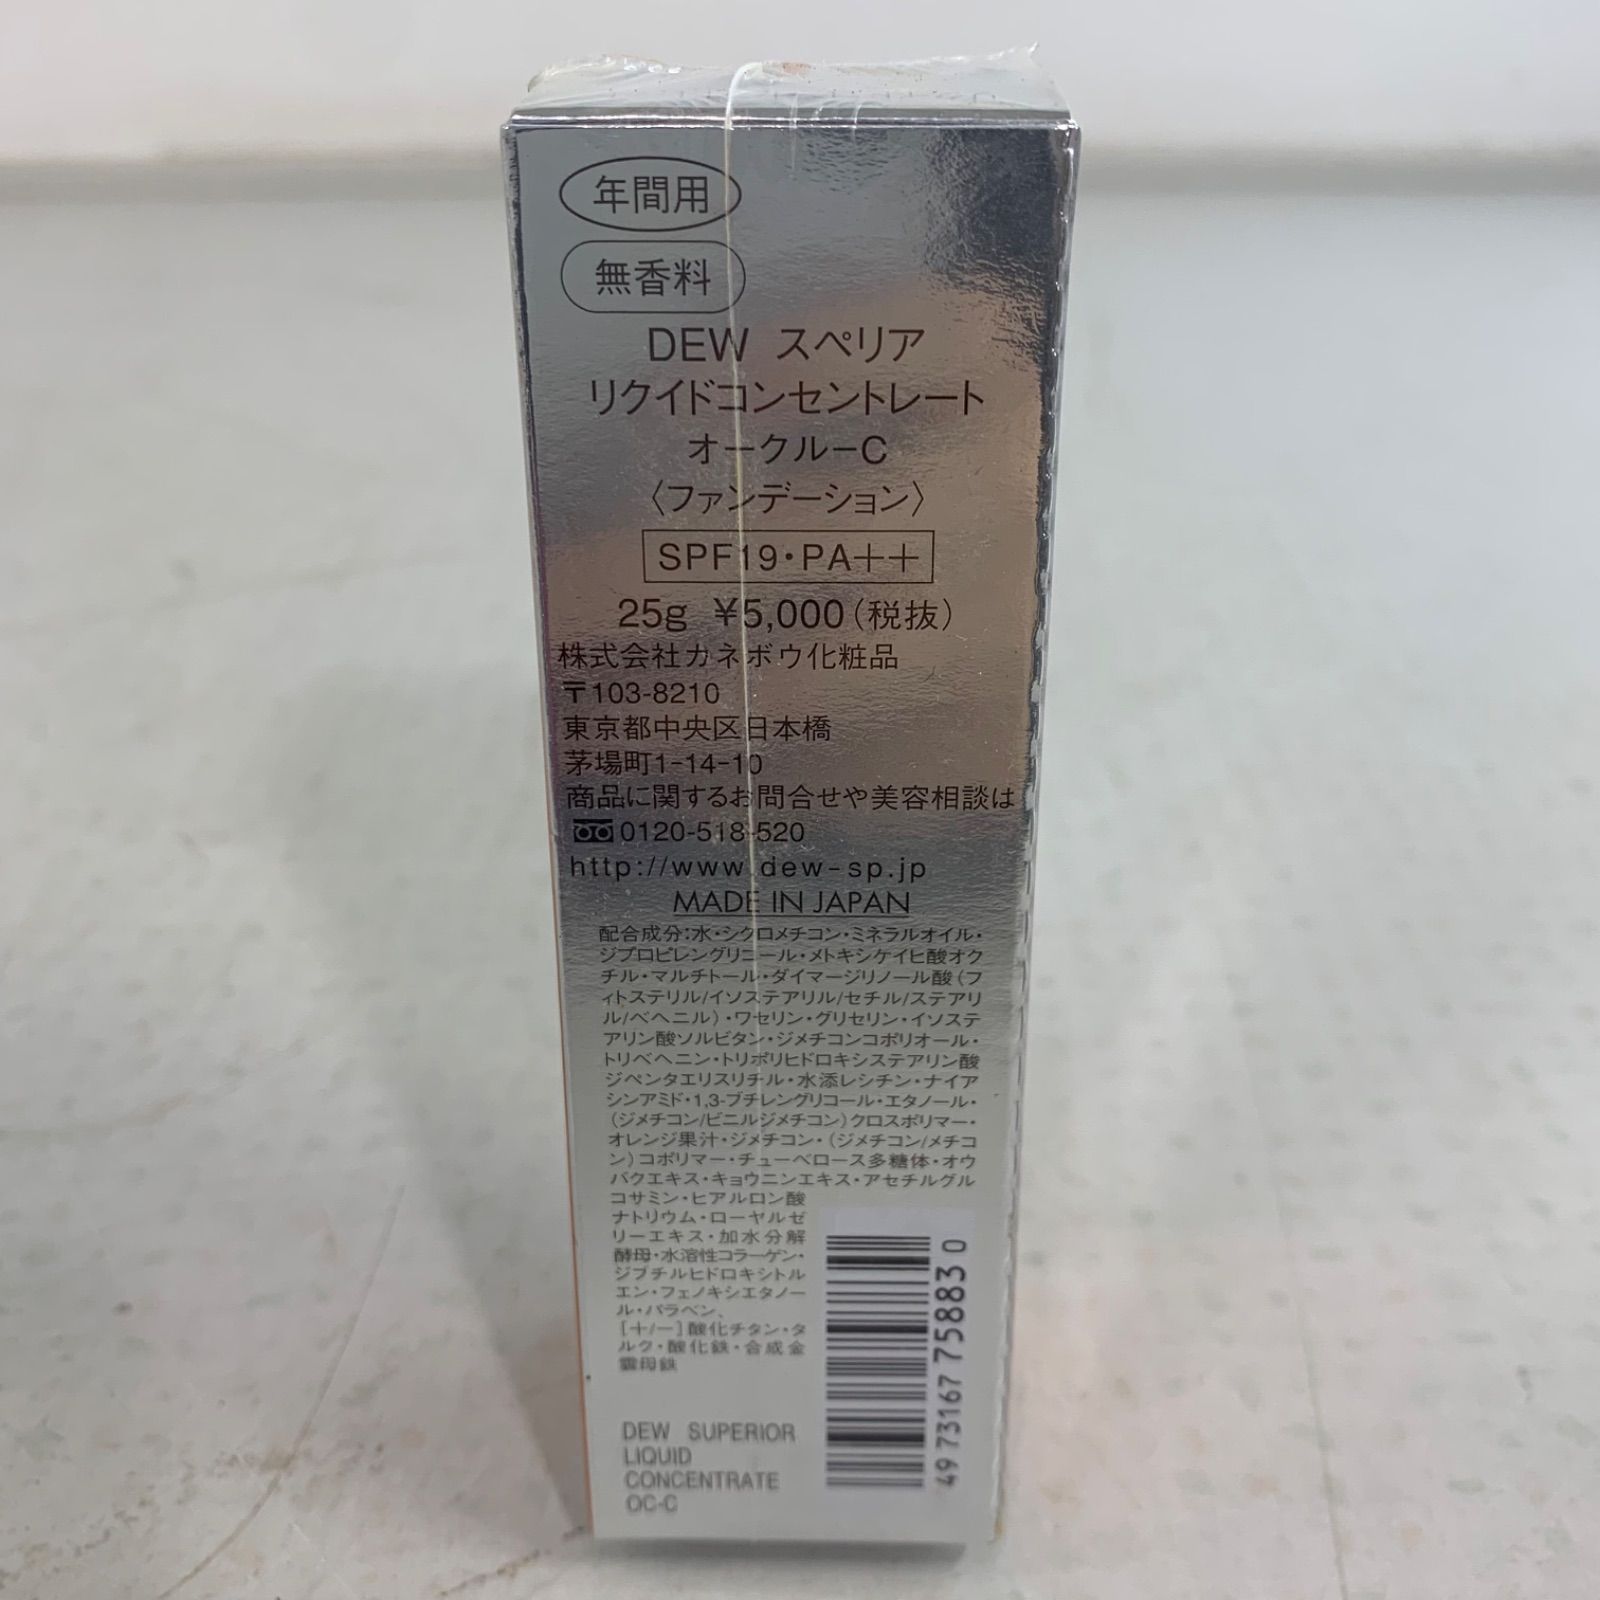 年間用
無香料
DEW スペリア
リクイドコンセントレート
オークルーC
〈ファンデーション〉
SPF19・PA++
25g ¥5,000(税抜)
株式会社カネボウ化粧品
〒103-8210
東京都中央区日本橋
茅場町1-14-10
商品に関するお問合せや美容相談は
0120-518-520
http://www.dew-sp.jp
MADE IN JAPAN
配合成分:水・シクロメチコン・ミネラルオイル・
ジプロピレングリコール・メトキシケイヒ酸オク
チル・マルチトール・ダイマージリノール酸(フ
ィトステリル/イソステアリル/セチル/ステアリ
ル/ベヘニル)・ワセリン・グリセリン・イソステ
アリン酸ソルビタン・ジメチコンコポリオール・
トリベヘニン・トリポリヒドロキシステアリン酸
ジペンタエリスリチル・水添レシチン・ナイア
シンアミド・1,3-ブチレングリコール・エタノール・
(ジメチコン/ビニルジメチコン)クロスポリマー・
オレンジ果汁・ジメチコン・(ジメチコン/メチコ
ン)コポリマー・チューベロース多糖体・オウ
バクエキス・キョウニンエキス・アセチルグル
コサミン・ヒアルロン酸
ナトリウム・ローヤルゼ
リーエキス・加水分解
酵母・水溶性コラーゲン・
ジブチルヒドロキシトル
エン・フェノキシエタノー
ル・パラベン、
[+/-]酸化チタン・タ
ルク・酸化鉄・合成金
雲母鉄
DEW SUPERIOR
LIQUID
CONCENTRATE
OC-C
4973167758830